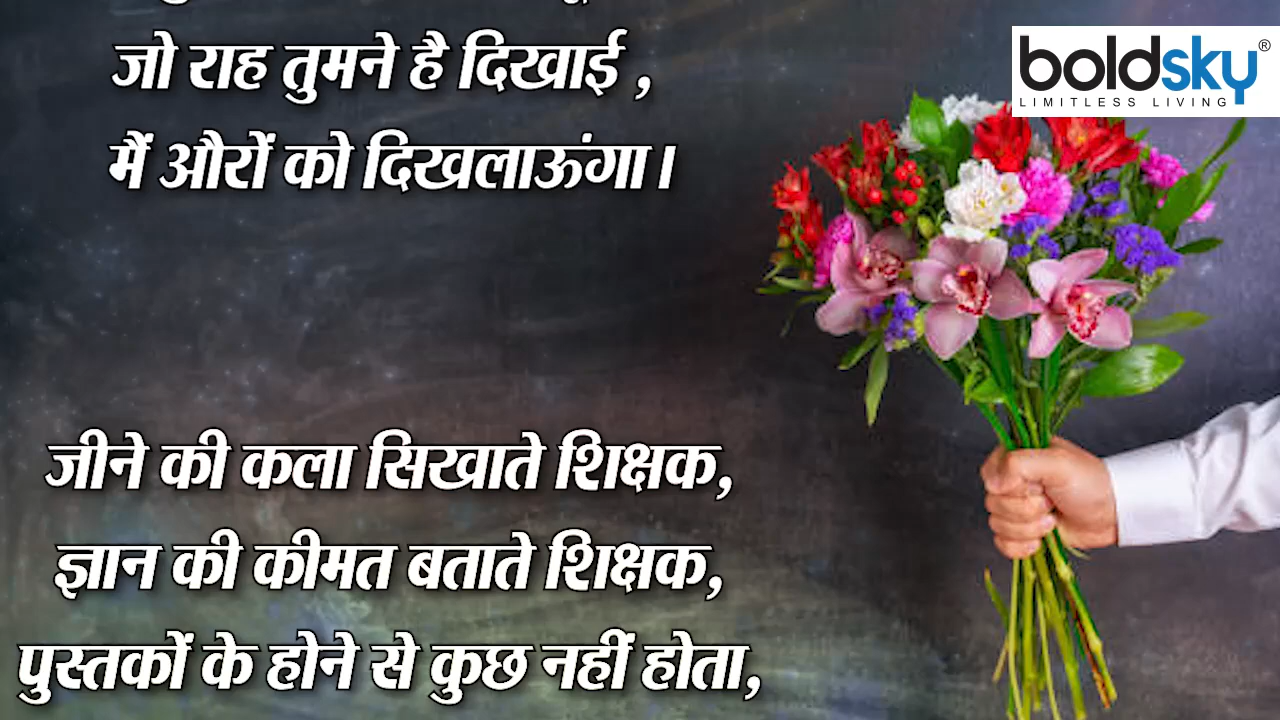 जो राह तुमने है दिखाई ,
मैं औरों को दिखलाऊंगा।
जीने की कला सिखाते शिक्षक,
ज्ञान की कीमत बताते शिक्षक,
पुस्तकों के होने से कुछ नहीं होता,
boldsky®
LIMITLESS LIVING